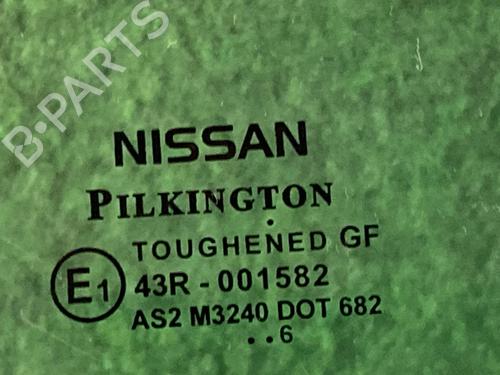 B-PARTS
NISSAN
PILKINGTON
TOUGHENED GF
E1 43R - 001582
AS2 M3240 DOT 682
..6